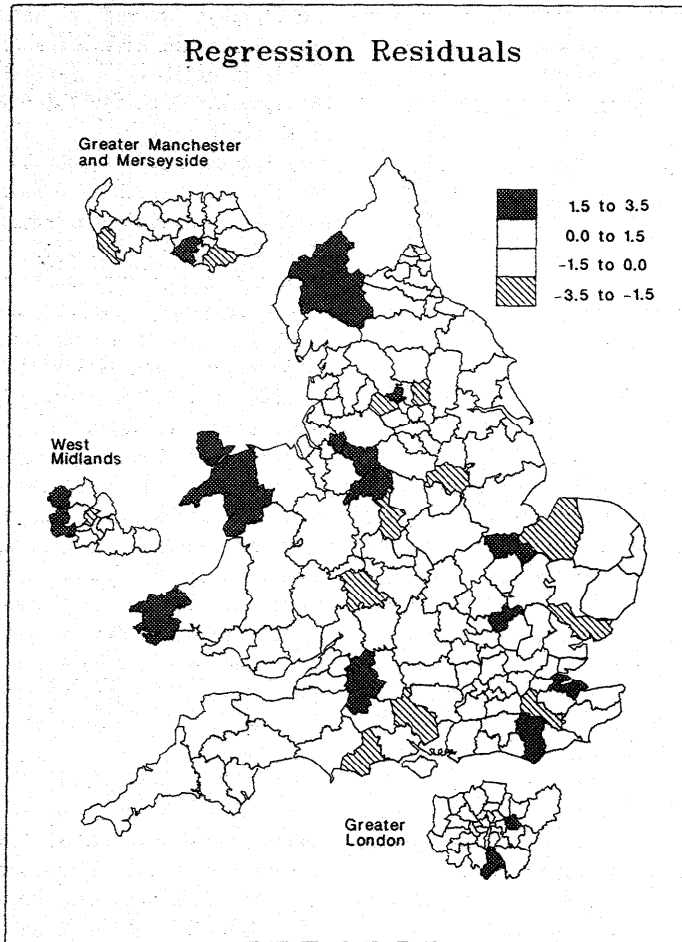 Regression Residuals
Greater Manchester
and Merseyside
1.5 to 3.5
0.0 to 1.5
-1.5 to 0.0
-3.5 to -1.5
West
Midlands
Greater
London